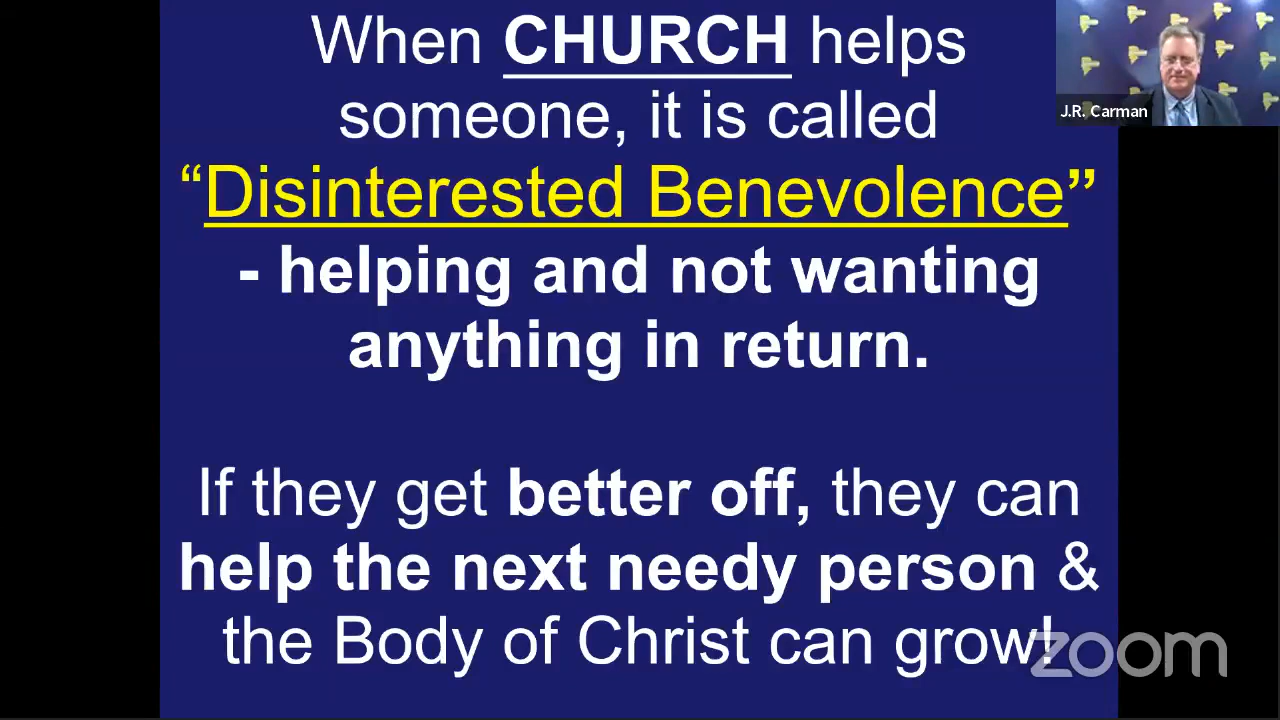 When CHURCH helps
someone, it is called
“Disinterested Benevolence”
- helping and not wanting
anything in return.
If they get better off, they can
help the next needy person &
the Body of Christ can grow!
J.R. Carman
zoom